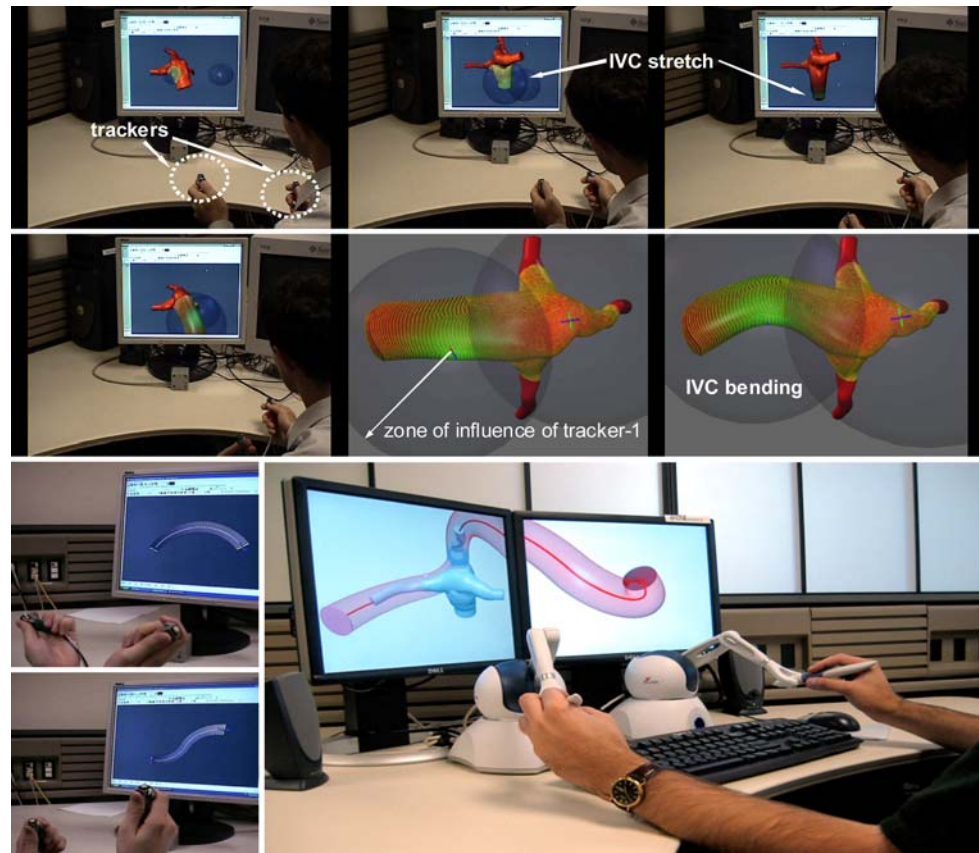 IVC stretch
trackers
zone of influence of tracker-1
IVC bending
DELL